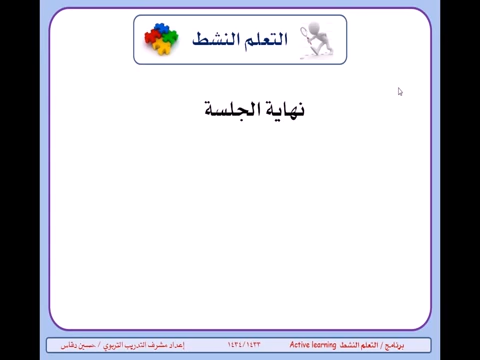 التعلم النشط
نهاية الجلسة
برنامج / التعلم النشط Active learning ١٤٣٤/١٤٣٣ إعداد مشرف التدريب التربوي / حسين دقاس